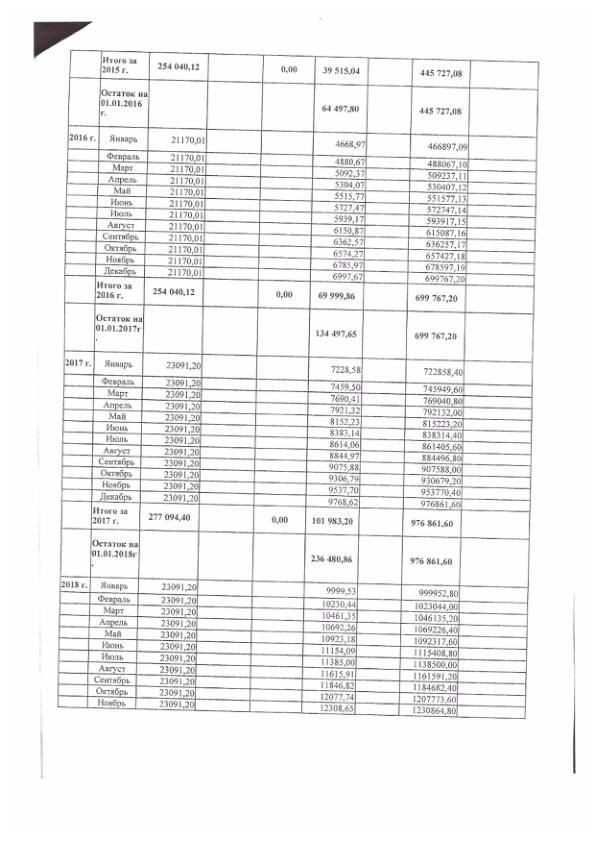 Итого за
2015 г. 254 040,12 0,00 39 515,04 445 727,08
Остаток на
01.01.2016
г. 64 497,80 445 727,08
2016 г. Январь 21170,01 4668,97 466897,09
Февраль 21170,01 4880,67 488067,10
Март 21170,01 5092,37 509237,11
Апрель 21170,01 5304,07 530407,12
Май 21170,01 5515,77 551577,13
Июнь 21170,01 5727,47 572747,14
Июль 21170,01 5939,17 593917,15
Август 21170,01 6150,87 615087,16
Сентябрь 21170,01 6362,57 636257,17
Октябрь 21170,01 6574,27 657427,18
Ноябрь 21170,01 6785,97 678597,19
Декабрь 21170,01 6997,67 699767,20
Итого за
2016 г. 254 040,12 0,00 69 999,86 699 767,20
Остаток на
01.01.2017г
. 134 497,65 699 767,20
2017 г. Январь 23091,20 7228,58 722858,40
Февраль 23091,20 7459,50 745949,60
Март 23091,20 7690,41 769040,80
Апрель 23091,20 7921,32 792132,00
Май 23091,20 8152,23 815223,20
Июнь 23091,20 8383,14 838314,40
Июль 23091,20 8614,06 861405,60
Август 23091,20 8844,97 884496,80
Сентябрь 23091,20 9075,88 907588,00
Октябрь 23091,20 9306,79 930679,20
Ноябрь 23091,20 9537,70 953770,40
Декабрь 23091,20 9768,62 976861,60
Итого за
2017 г. 277 094,40 0,00 101 983,20 976 861,60
Остаток на
01.01.2018г
. 236 480,86 976 861,60
2018 г. Январь 23091,20 9999,53 999952,80
Февраль 23091,20 10230,44 1023044,00
Март 23091,20 10461,35 1046135,20
Апрель 23091,20 10692,26 1069226,40
Май 23091,20 10923,18 1092317,60
Июнь 23091,20 11154,09 1115408,80
Июль 23091,20 11385,00 1138500,00
Август 23091,20 11615,91 1161591,20
Сентябрь 23091,20 11846,82 1184682,40
Октябрь 23091,20 12077,74 1207773,60
Ноябрь 23091,20 12308,65 1230864,80